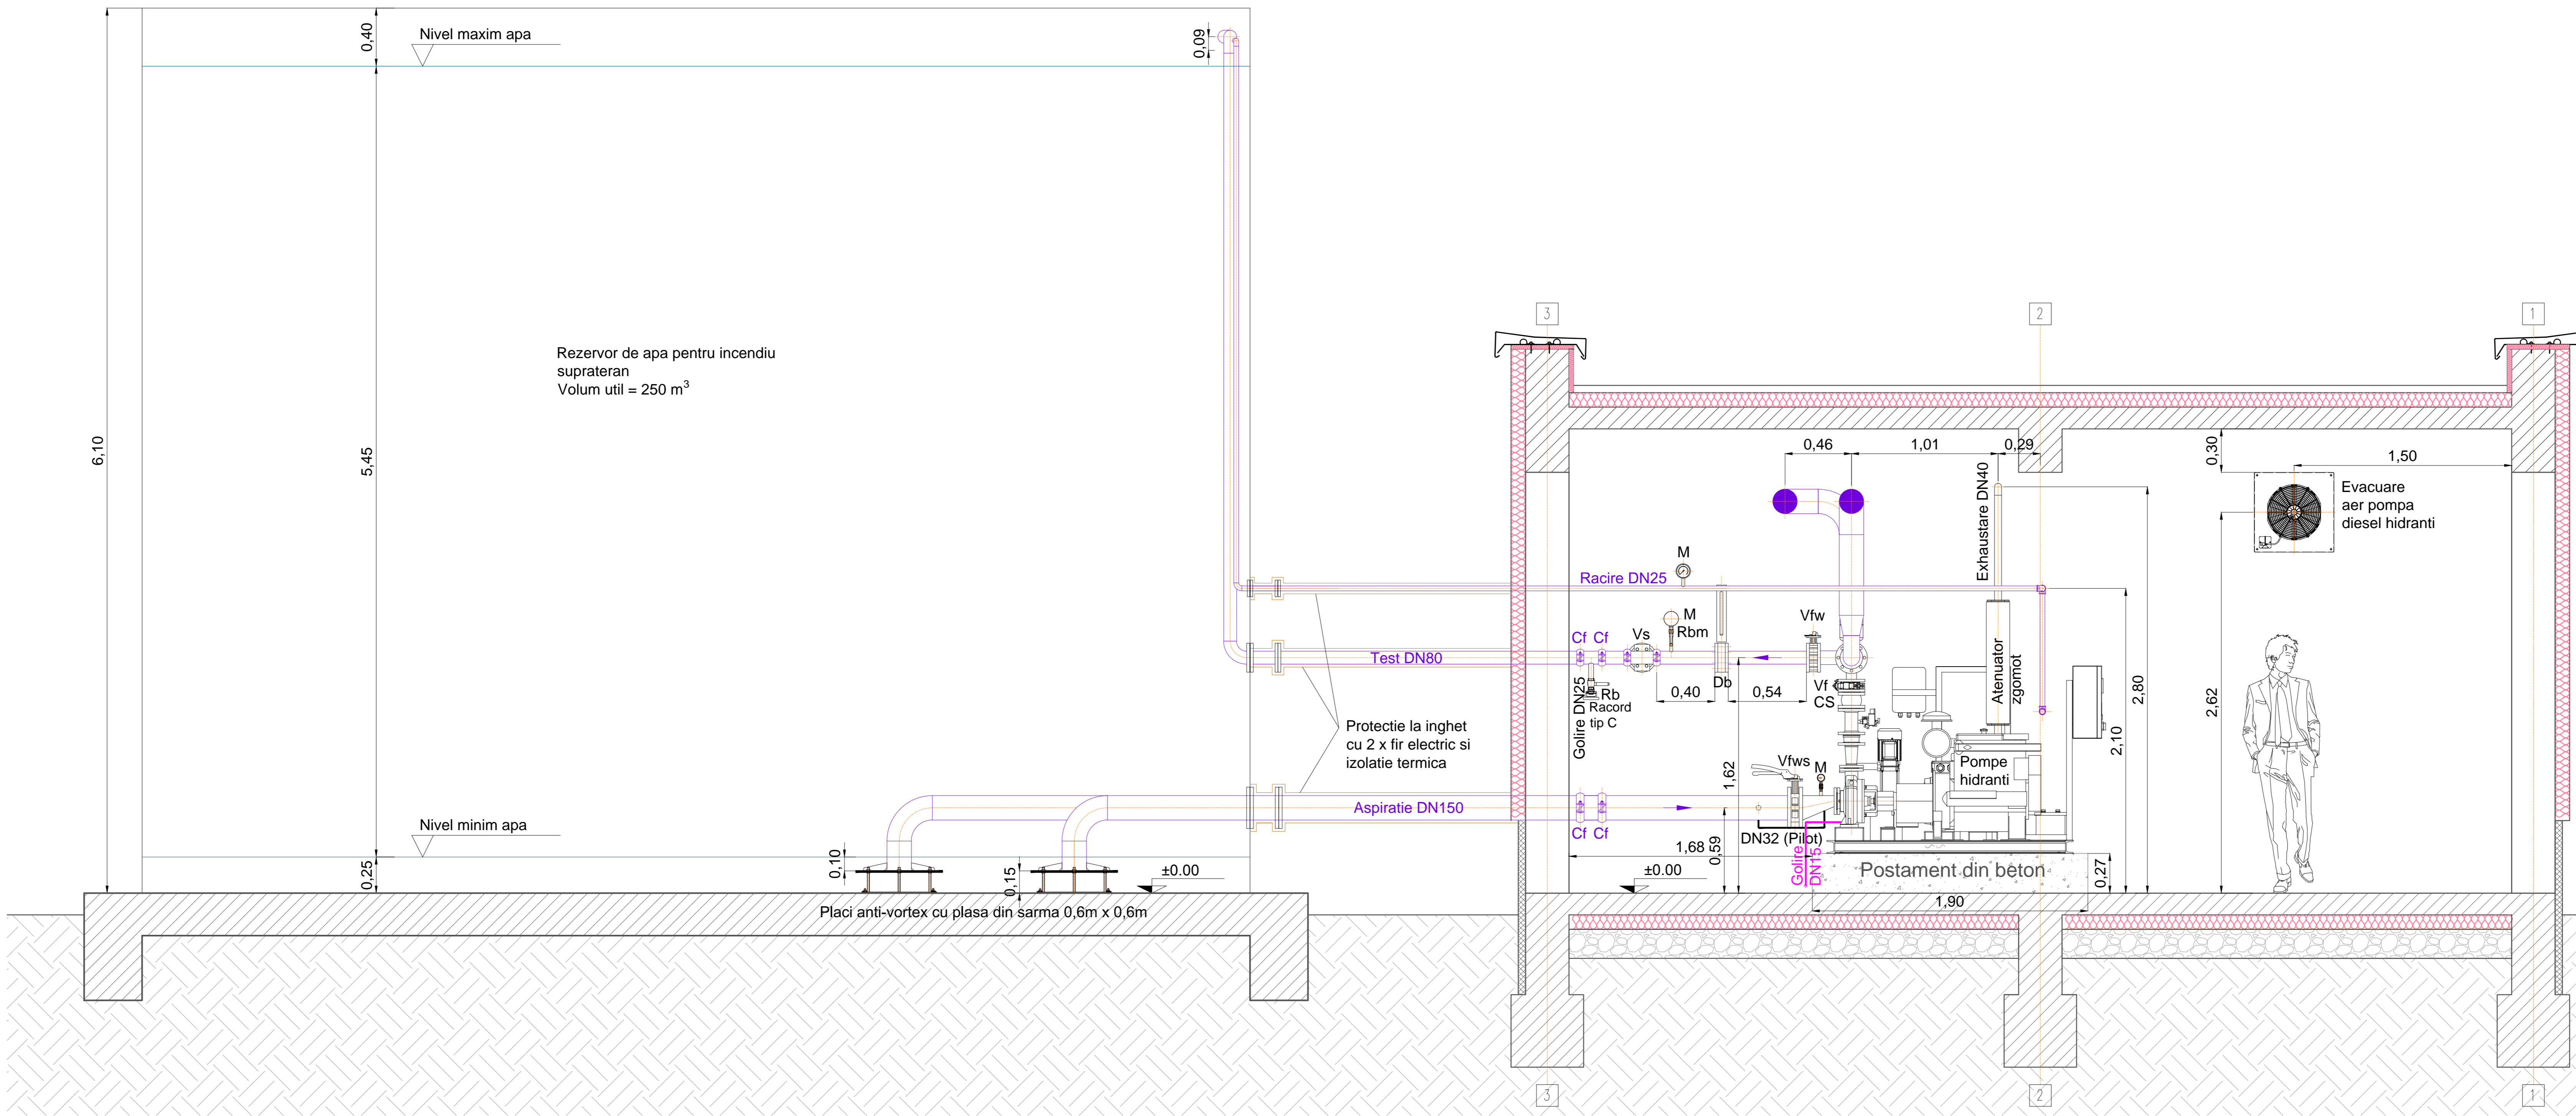 0,40
Nivel maxim apa
0,09
Rezervor de apa pentru incendiu
suprateran
Volum util = 250 m³
6,10
5,45
Nivel minim apa
0,25
0,10
0,15
±0.00
Placi anti-vortex cu plasa din sarma 0,6m x 0,6m
Protectie la inghet
cu 2 x fir electric si
izolatie termica
Test DN80
Aspiratie DN150
3
2
1
0,46
1,01
0,29
0,30
1,50
Evacuare
aer pompa
diesel hidranti
Exhaustare DN40
Racire DN25
M
M
Rbm
Vfw
Cf Cf
Vs
Db
0,40
0,54
Vf
CS
Golire DN25
Rb
Racord
tip C
Atenuator
zgomot
2,80
2,10
2,62
1,62
Vfws
M
Pompe
hidranti
Cf Cf
DN32 (Pilot)
1,68
0,59
Golire
DN15
±0.00
Postament din beton
0,27
1,90
3
2
1